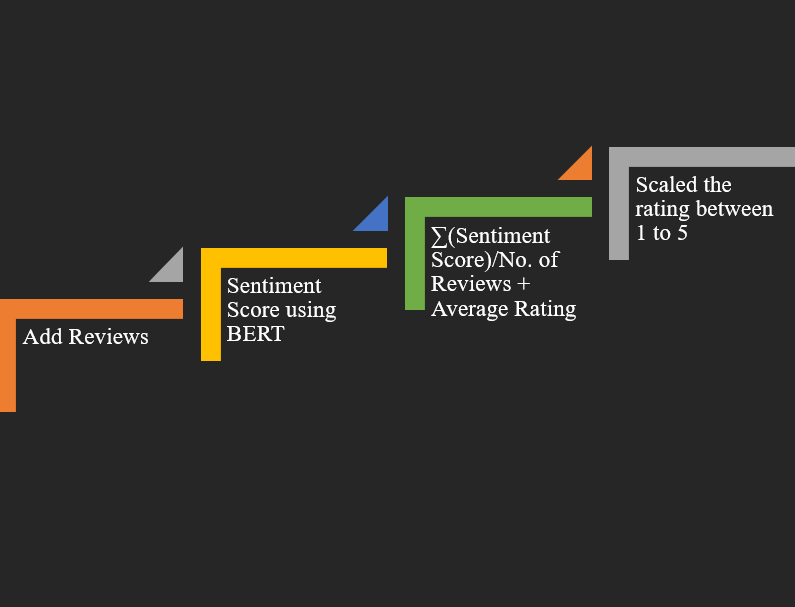 Add Reviews
Sentiment
Score using
BERT
∑(Sentiment
Score)/No. of
Reviews +
Average Rating
Scaled the
rating between
1 to 5